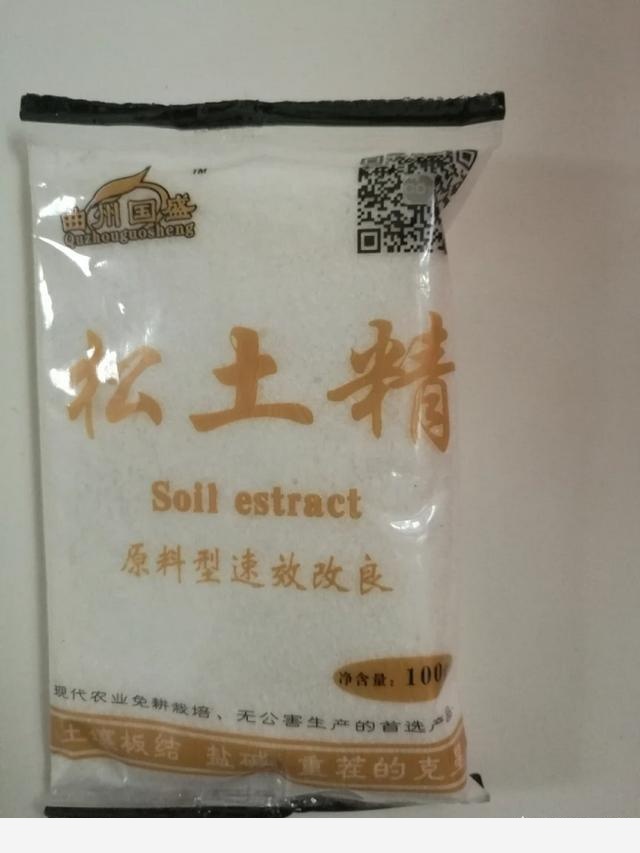 曲州国盛
TM
Quzhouguosheng
松土精
Soil estract
原料型速效改良
净含量：100
现代农业免耕栽培、无公害生产的首选产
土壤板结 盐碱 重茬的克